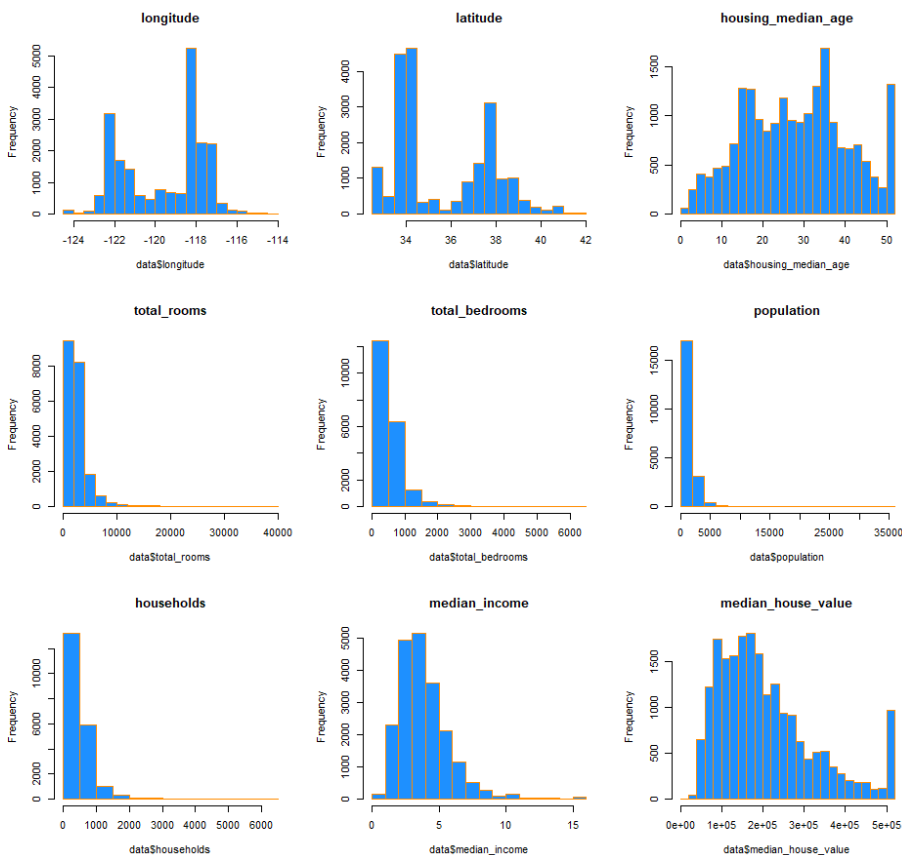 longitude
Frequency
0 1000 2000 3000 4000 5000
-124 -122 -120 -118 -116 -114
data$longitude
latitude
Frequency
0 1000 2000 3000 4000
34 36 38 40 42
data$latitude
housing_median_age
Frequency
0 500 1000 1500
0 10 20 30 40 50
data$housing_median_age
total_rooms
Frequency
0 2000 4000 6000 8000
0 10000 20000 30000 40000
data$total_rooms
total_bedrooms
Frequency
0 2000 6000 10000
0 1000 2000 3000 4000 5000 6000
data$total_bedrooms
population
Frequency
0 5000 10000 15000
0 5000 15000 25000 35000
data$population
households
Frequency
0 2000 6000 10000
0 1000 2000 3000 4000 5000 6000
data$households
median_income
Frequency
0 1000 2000 3000 4000 5000
0 5 10 15
data$median_income
median_house_value
Frequency
0 500 1000 1500
0e+00 1e+05 2e+05 3e+05 4e+05 5e+05
data$median_house_value